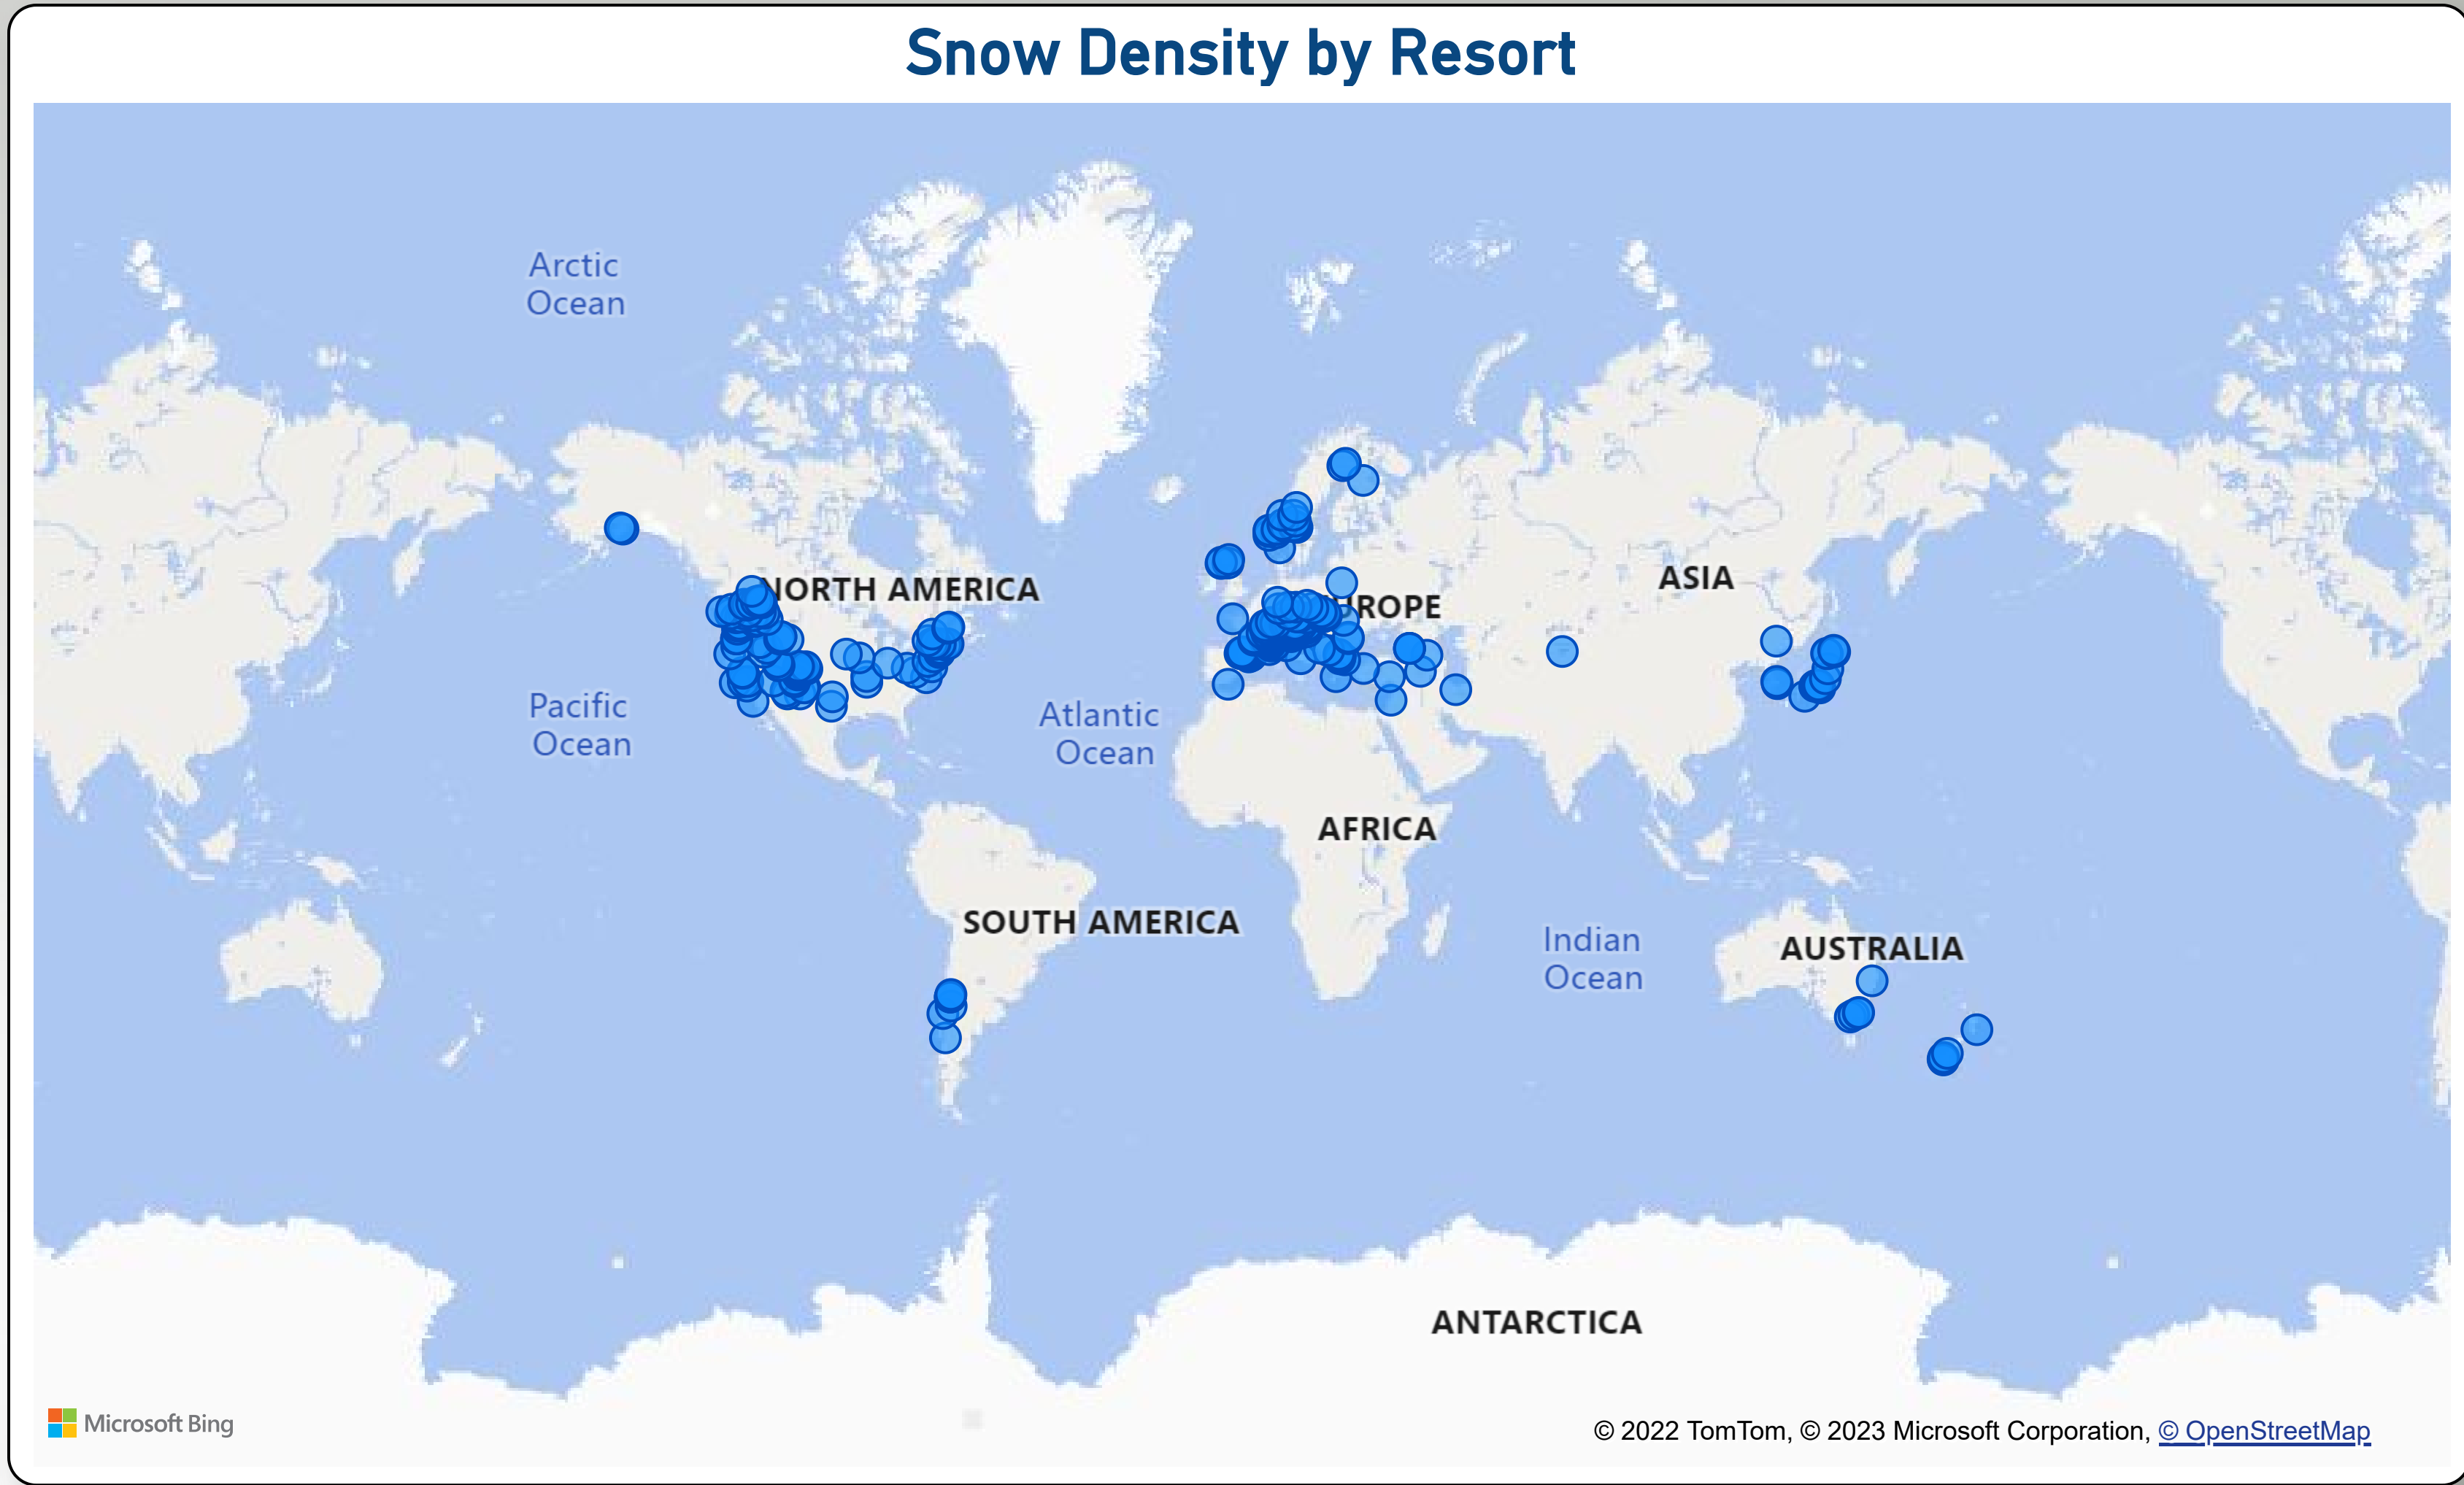 Snow Density by Resort
Arctic
Ocean
NORTH AMERICA
ASIA
UROPE
Pacific
Ocean
Atlantic
Ocean
AFRICA
SOUTH AMERICA
Indian
Ocean
AUSTRALIA
ANTARCTICA
Microsoft Bing
© 2022 TomTom, © 2023 Microsoft Corporation, © OpenStreetMap